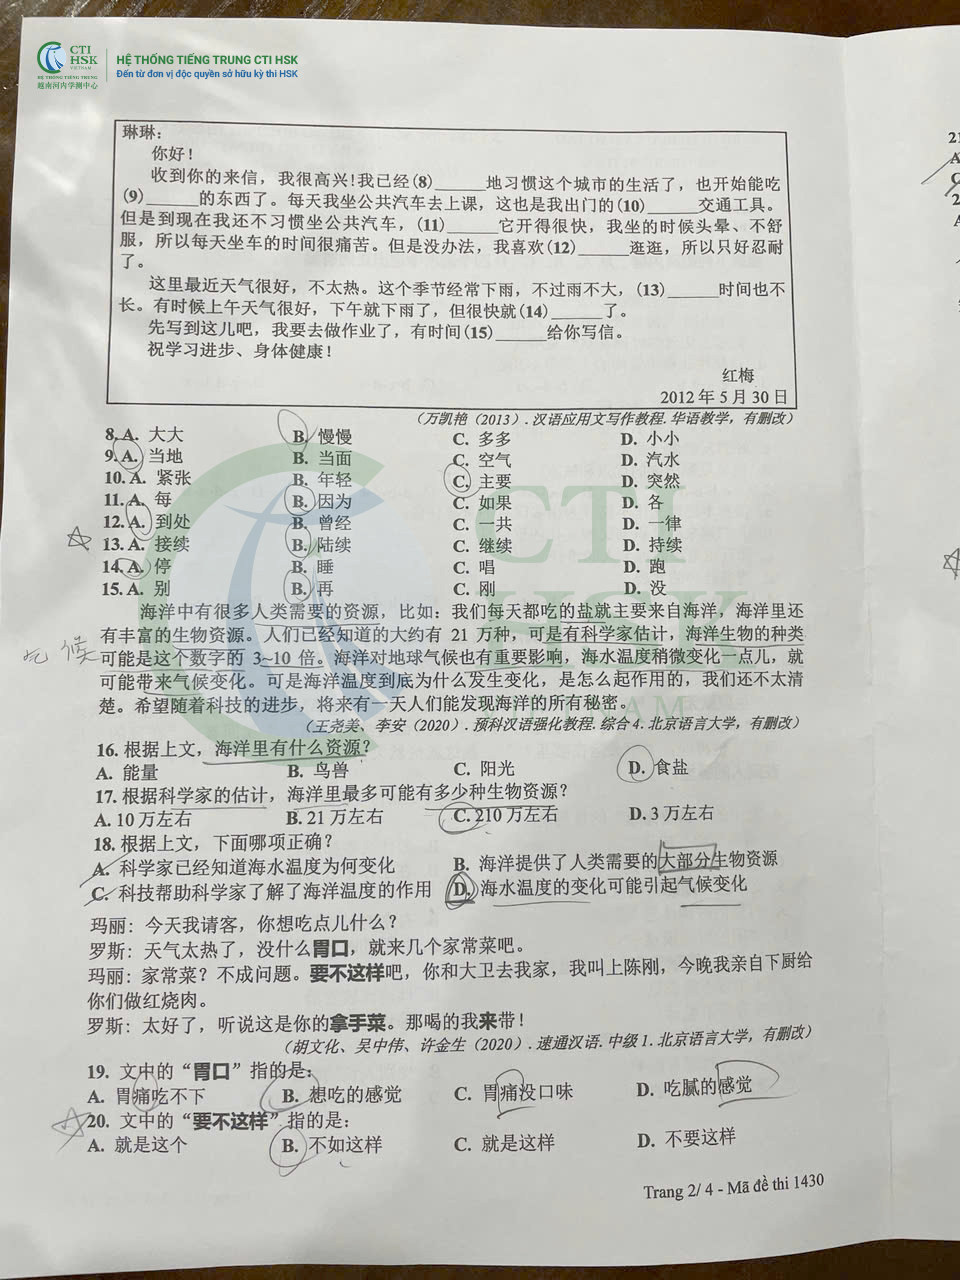 CTI
HSK
VIETNAM
HỆ THỐNG TIẾNG TRUNG
越南河内学测中心
HỆ THỐNG TIẾNG TRUNG CTI HSK
Đến từ đơn vị độc quyền sở hữu kỳ thi HSK
琳琳：
你好！
收到你的来信，我很高兴！我已经(8)______地习惯这个城市的生活了，也开始能吃
(9)______的东西了。每天我坐公共汽车去上课，这也是我出门的(10)______交通工具。
但是到现在我还不习惯坐公共汽车，(11)______它开得很快，我坐的时候头晕、不舒
服，所以每天坐车的时间很痛苦。但是没办法，我喜欢(12)______逛逛，所以只好忍耐
了。
这里最近天气很好，不太热。这个季节经常下雨，不过雨不大，(13)______时间也不
长。有时候上午天气很好，下午就下雨了，但很快就(14)______了。
先写到这儿吧，我要去做作业了，有时间(15)______给你写信。
祝学习进步、身体健康！
红梅
2012 年 5 月 30 日
（万凯艳（2013）.汉语应用文写作教程.华语教学，有删改）
8. A. 大大 B. 慢慢 C. 多多 D. 小小
9. A. 当地 B. 当面 C. 空气 D. 汽水
10. A. 紧张 B. 年轻 C. 主要 D. 突然
11. A. 每 B. 因为 C. 如果 D. 各
12. A. 到处 B. 曾经 C. 一共 D. 一律
13. A. 接续 B. 陆续 C. 继续 D. 持续
14. A. 停 B. 睡 C. 唱 D. 跑
15. A. 别 B. 再 C. 刚 D. 没
海洋中有很多人类需要的资源，比如：我们每天都吃的盐就主要来自海洋，海洋里还
有丰富的生物资源。人们已经知道的大约有 21 万种，可是有科学家估计，海洋生物的种类
气候
可能是这个数字的 3~10 倍。海洋对地球气候也有重要影响，海水温度稍微变化一点儿，就
可能带来气候变化。可是海洋温度到底为什么发生变化，是怎么起作用的，我们还不太清
楚。希望随着科技的进步，将来有一天人们能发现海洋的所有秘密。
（王尧美、李安（2020）.预科汉语强化教程.综合 4.北京语言大学，有删改）
16. 根据上文，海洋里有什么资源？
A. 能量 B. 鸟兽 C. 阳光 D. 食盐
17. 根据科学家的估计，海洋里最多可能有多少种生物资源？
A. 10 万左右 B. 21 万左右 C. 210 万左右 D. 3 万左右
18. 根据上文，下面哪项正确？
A. 科学家已经知道海水温度为何变化 B. 海洋提供了人类需要的大部分生物资源
C. 科技帮助科学家了解了海洋温度的作用 D. 海水温度的变化可能引起气候变化
玛丽：今天我请客，你想吃点儿什么？
罗斯：天气太热了，没什么胃口，就来几个家常菜吧。
玛丽：家常菜？不成问题。要不这样吧，你和大卫去我家，我叫上陈刚，今晚我亲自下厨给
你们做红烧肉。
罗斯：太好了，听说这是你的拿手菜。那喝的我来带！
（胡文化、吴中伟、许金生（2020）.速通汉语.中级 1.北京语言大学，有删改）
19. 文中的“胃口”指的是：
A. 胃痛吃不下 B. 想吃的感觉 C. 胃痛没口味 D. 吃腻的感觉
20. 文中的“要不这样”指的是：
A. 就是这个 B. 不如这样 C. 就是这样 D. 不要这样
Trang 2/ 4 - Mã đề thi 1430
CTI
HSK
21
A
C
2
A